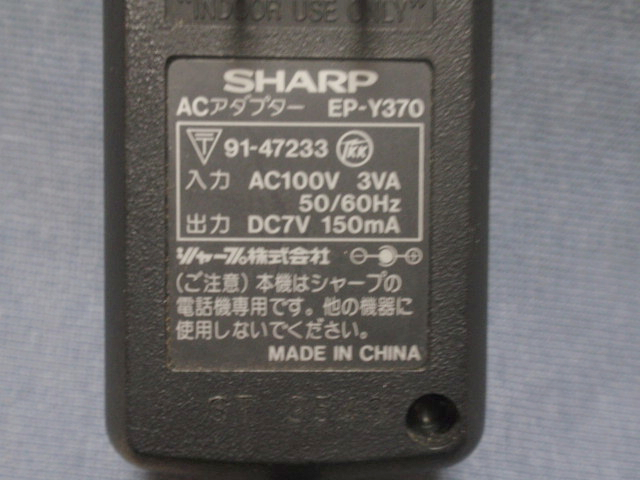 "INDOOR USE ONLY"
SHARP
ACアダプター EP-Y370
T 91-47233 TKK
入力 AC100V 3VA
50/60Hz
出力 DC7V 150mA
シャープ株式会社
(ご注意)本機はシャープの
電話機専用です。他の機器に
使用しないでください。
MADE IN CHINA